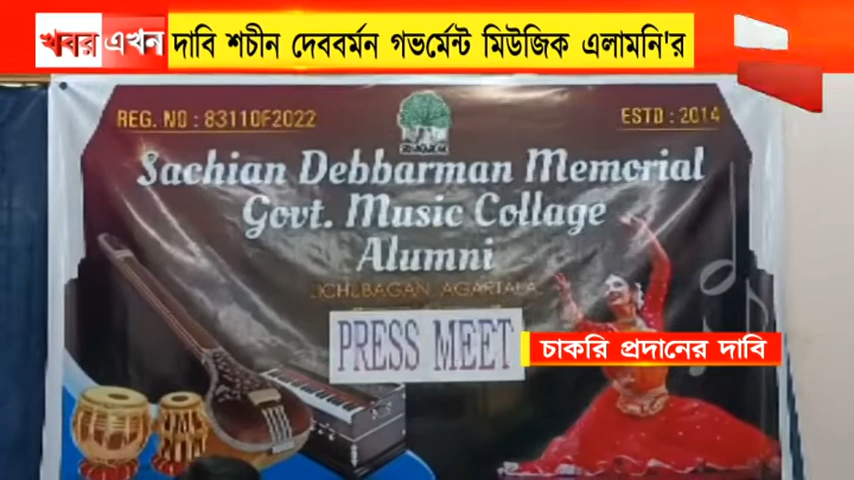 খবর এখন দাবি শচীন দেববর্মন গভর্মেন্ট মিউজিক এলামনি'র
REG. NO : 83110F2022
ESTD : 2014
Sachian Debbarman Memorial
Govt. Music Collage
Alumni
LICHUBAGAN AGARTALA
PRESS MEET
চাকরি প্রদানের দাবি